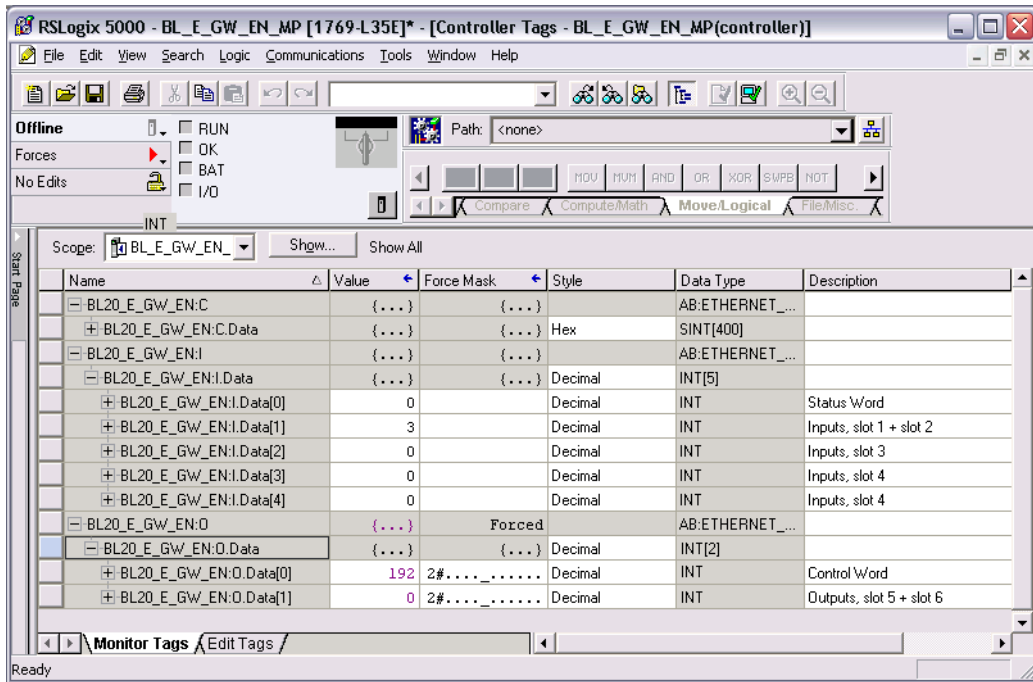 RSLogix 5000 - BL_E_GW_EN_MP [1769-L35E]* - [Controller Tags - BL_E_GW_EN_MP(controller)]
File Edit View Search Logic Communications Tools Window Help
Offline RUN Path: <none>
Forces OK
No Edits BAT MOV MVM AND OR XOR SWPB NOT
I/O
Compare Compute/Math Move/Logical File/Misc.
INT
Start Page
Scope: BL_E_GW_EN_ Show... Show All
Name Value Force Mask Style Data Type Description
BL20_E_GW_EN:C {...} {...} AB:ETHERNET_...
BL20_E_GW_EN:C.Data {...} {...} Hex SINT[400]
BL20_E_GW_EN:I {...} {...} AB:ETHERNET_...
BL20_E_GW_EN:I.Data {...} {...} Decimal INT[5]
BL20_E_GW_EN:I.Data[0] 0 Decimal INT Status Word
BL20_E_GW_EN:I.Data[1] 3 Decimal INT Inputs, slot 1 + slot 2
BL20_E_GW_EN:I.Data[2] 0 Decimal INT Inputs, slot 3
BL20_E_GW_EN:I.Data[3] 0 Decimal INT Inputs, slot 4
BL20_E_GW_EN:I.Data[4] 0 Decimal INT Inputs, slot 4
BL20_E_GW_EN:O {...} Forced AB:ETHERNET_...
BL20_E_GW_EN:O.Data {...} {...} Decimal INT[2]
BL20_E_GW_EN:O.Data[0] 192 2#...._...... Decimal INT Control Word
BL20_E_GW_EN:O.Data[1] 0 2#...._...... Decimal INT Outputs, slot 5 + slot 6
Monitor Tags Edit Tags
Ready